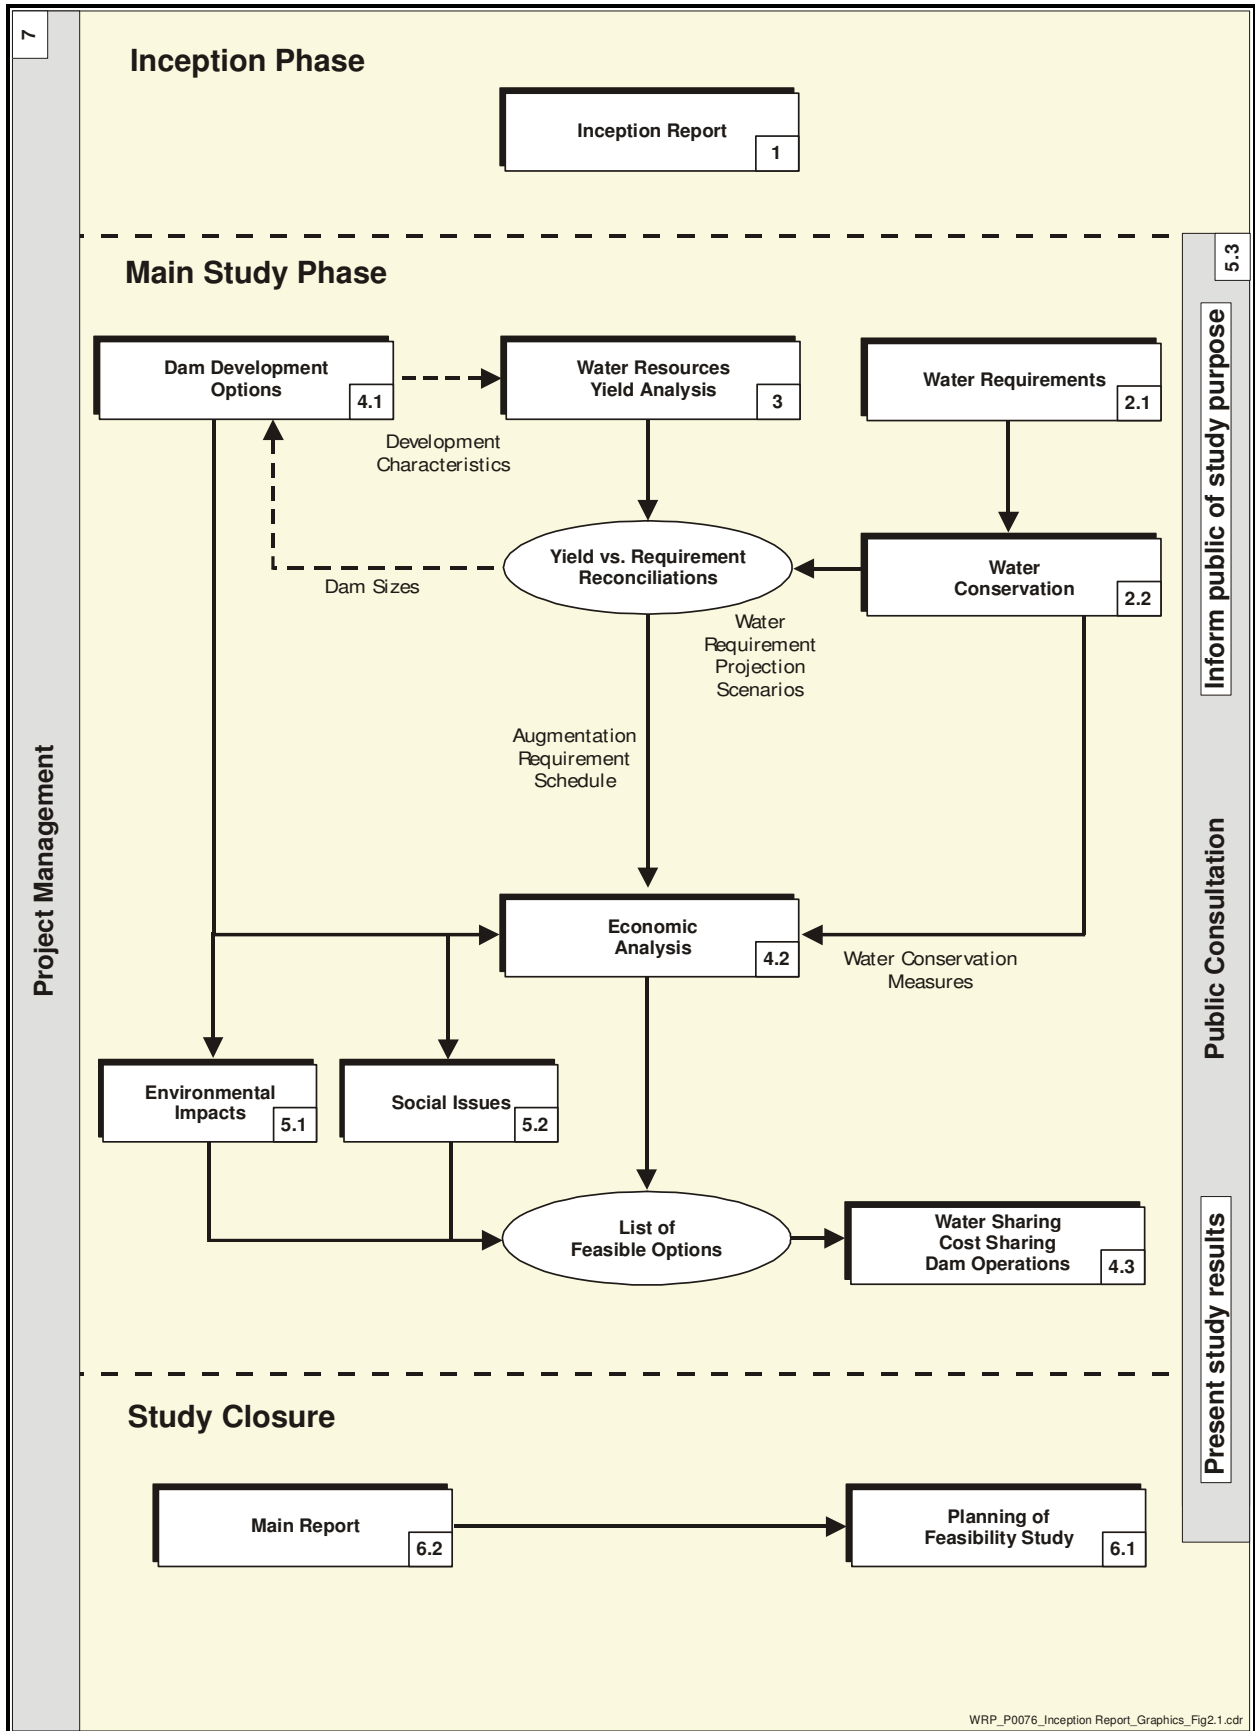 7
Inception Phase
Inception Report
1
Main Study Phase
5.3
Inform public of study purpose
Dam Development
Options
4.1
Water Resources
Yield Analysis
3
Water Requirements
2.1
Development
Characteristics
Yield vs. Requirement
Reconciliations
Water
Conservation
2.2
Dam Sizes
Water
Requirement
Projection
Scenarios
Augmentation
Requirement
Schedule
Project Management
Public Consultation
Economic
Analysis
4.2
Water Conservation
Measures
Environmental
Impacts
5.1
Social Issues
5.2
List of
Feasible Options
Water Sharing
Cost Sharing
Dam Operations
4.3
Present study results
Study Closure
Main Report
6.2
Planning of
Feasibility Study
6.1
WRP_P0076_Inception Report_Graphics_Fig2.1.cdr